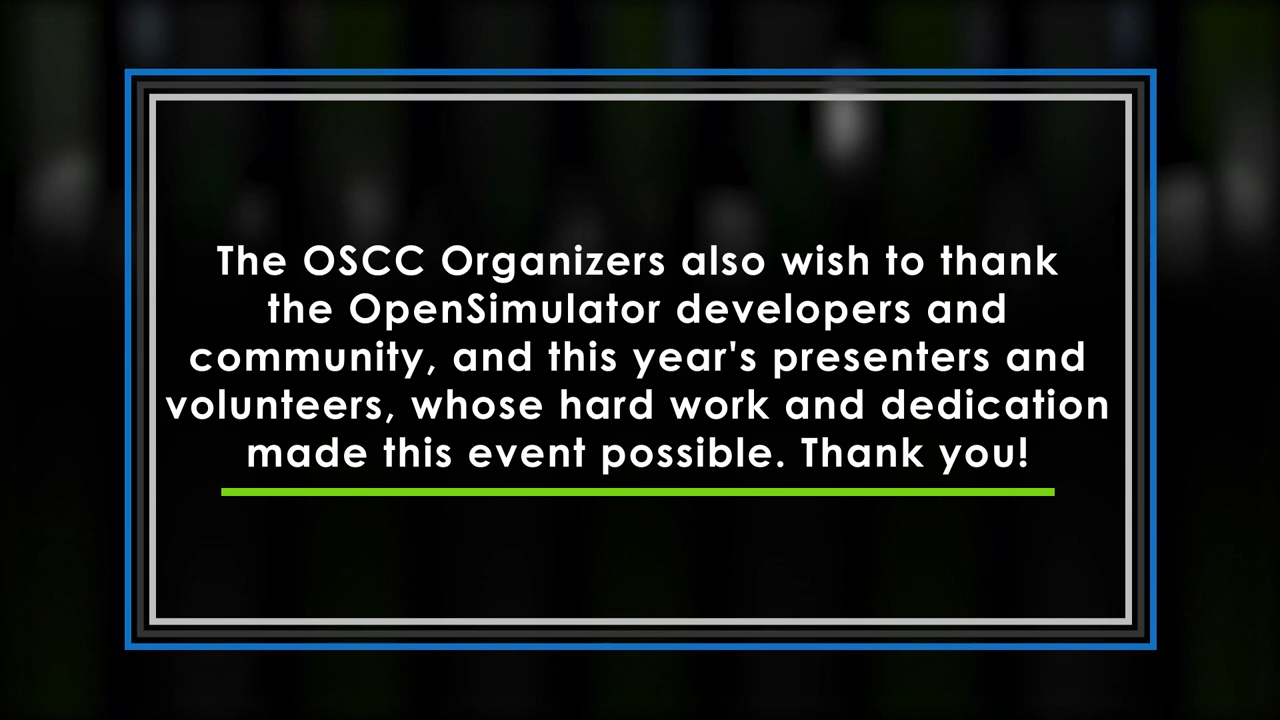 The OSCC Organizers also wish to thank
the OpenSimulator developers and
community, and this year's presenters and
volunteers, whose hard work and dedication
made this event possible. Thank you!